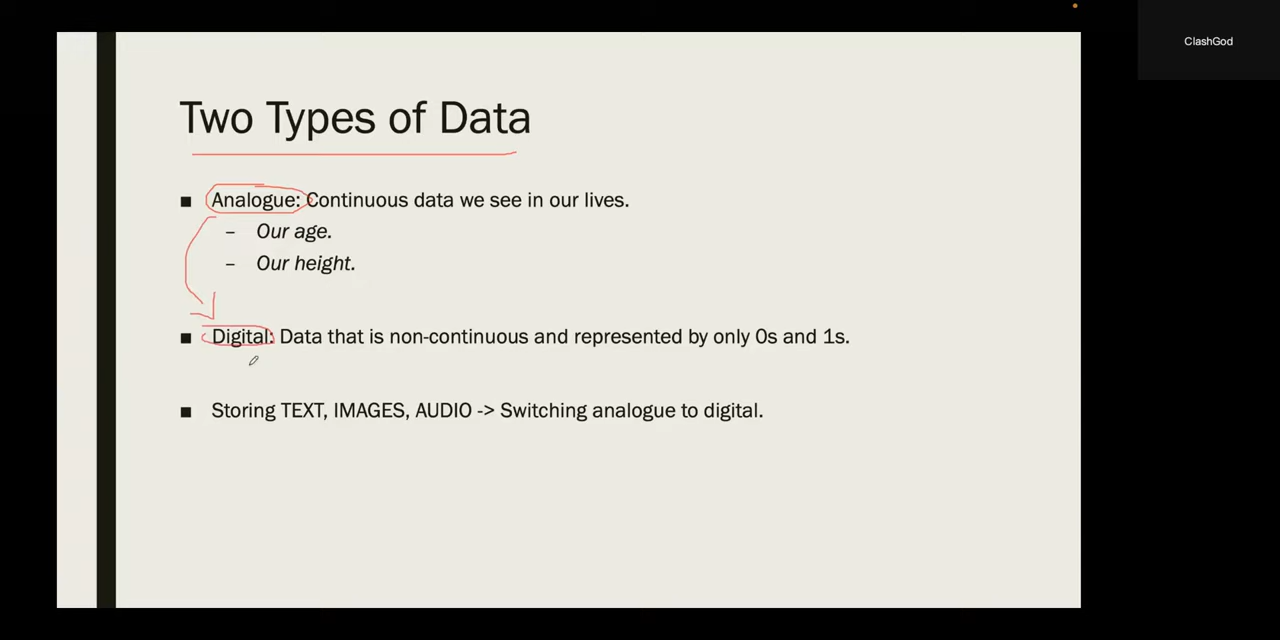 ClashGod
Two Types of Data
■ Analogue: Continuous data we see in our lives.
– Our age.
– Our height.
■ Digital: Data that is non-continuous and represented by only 0s and 1s.
■ Storing TEXT, IMAGES, AUDIO -> Switching analogue to digital.